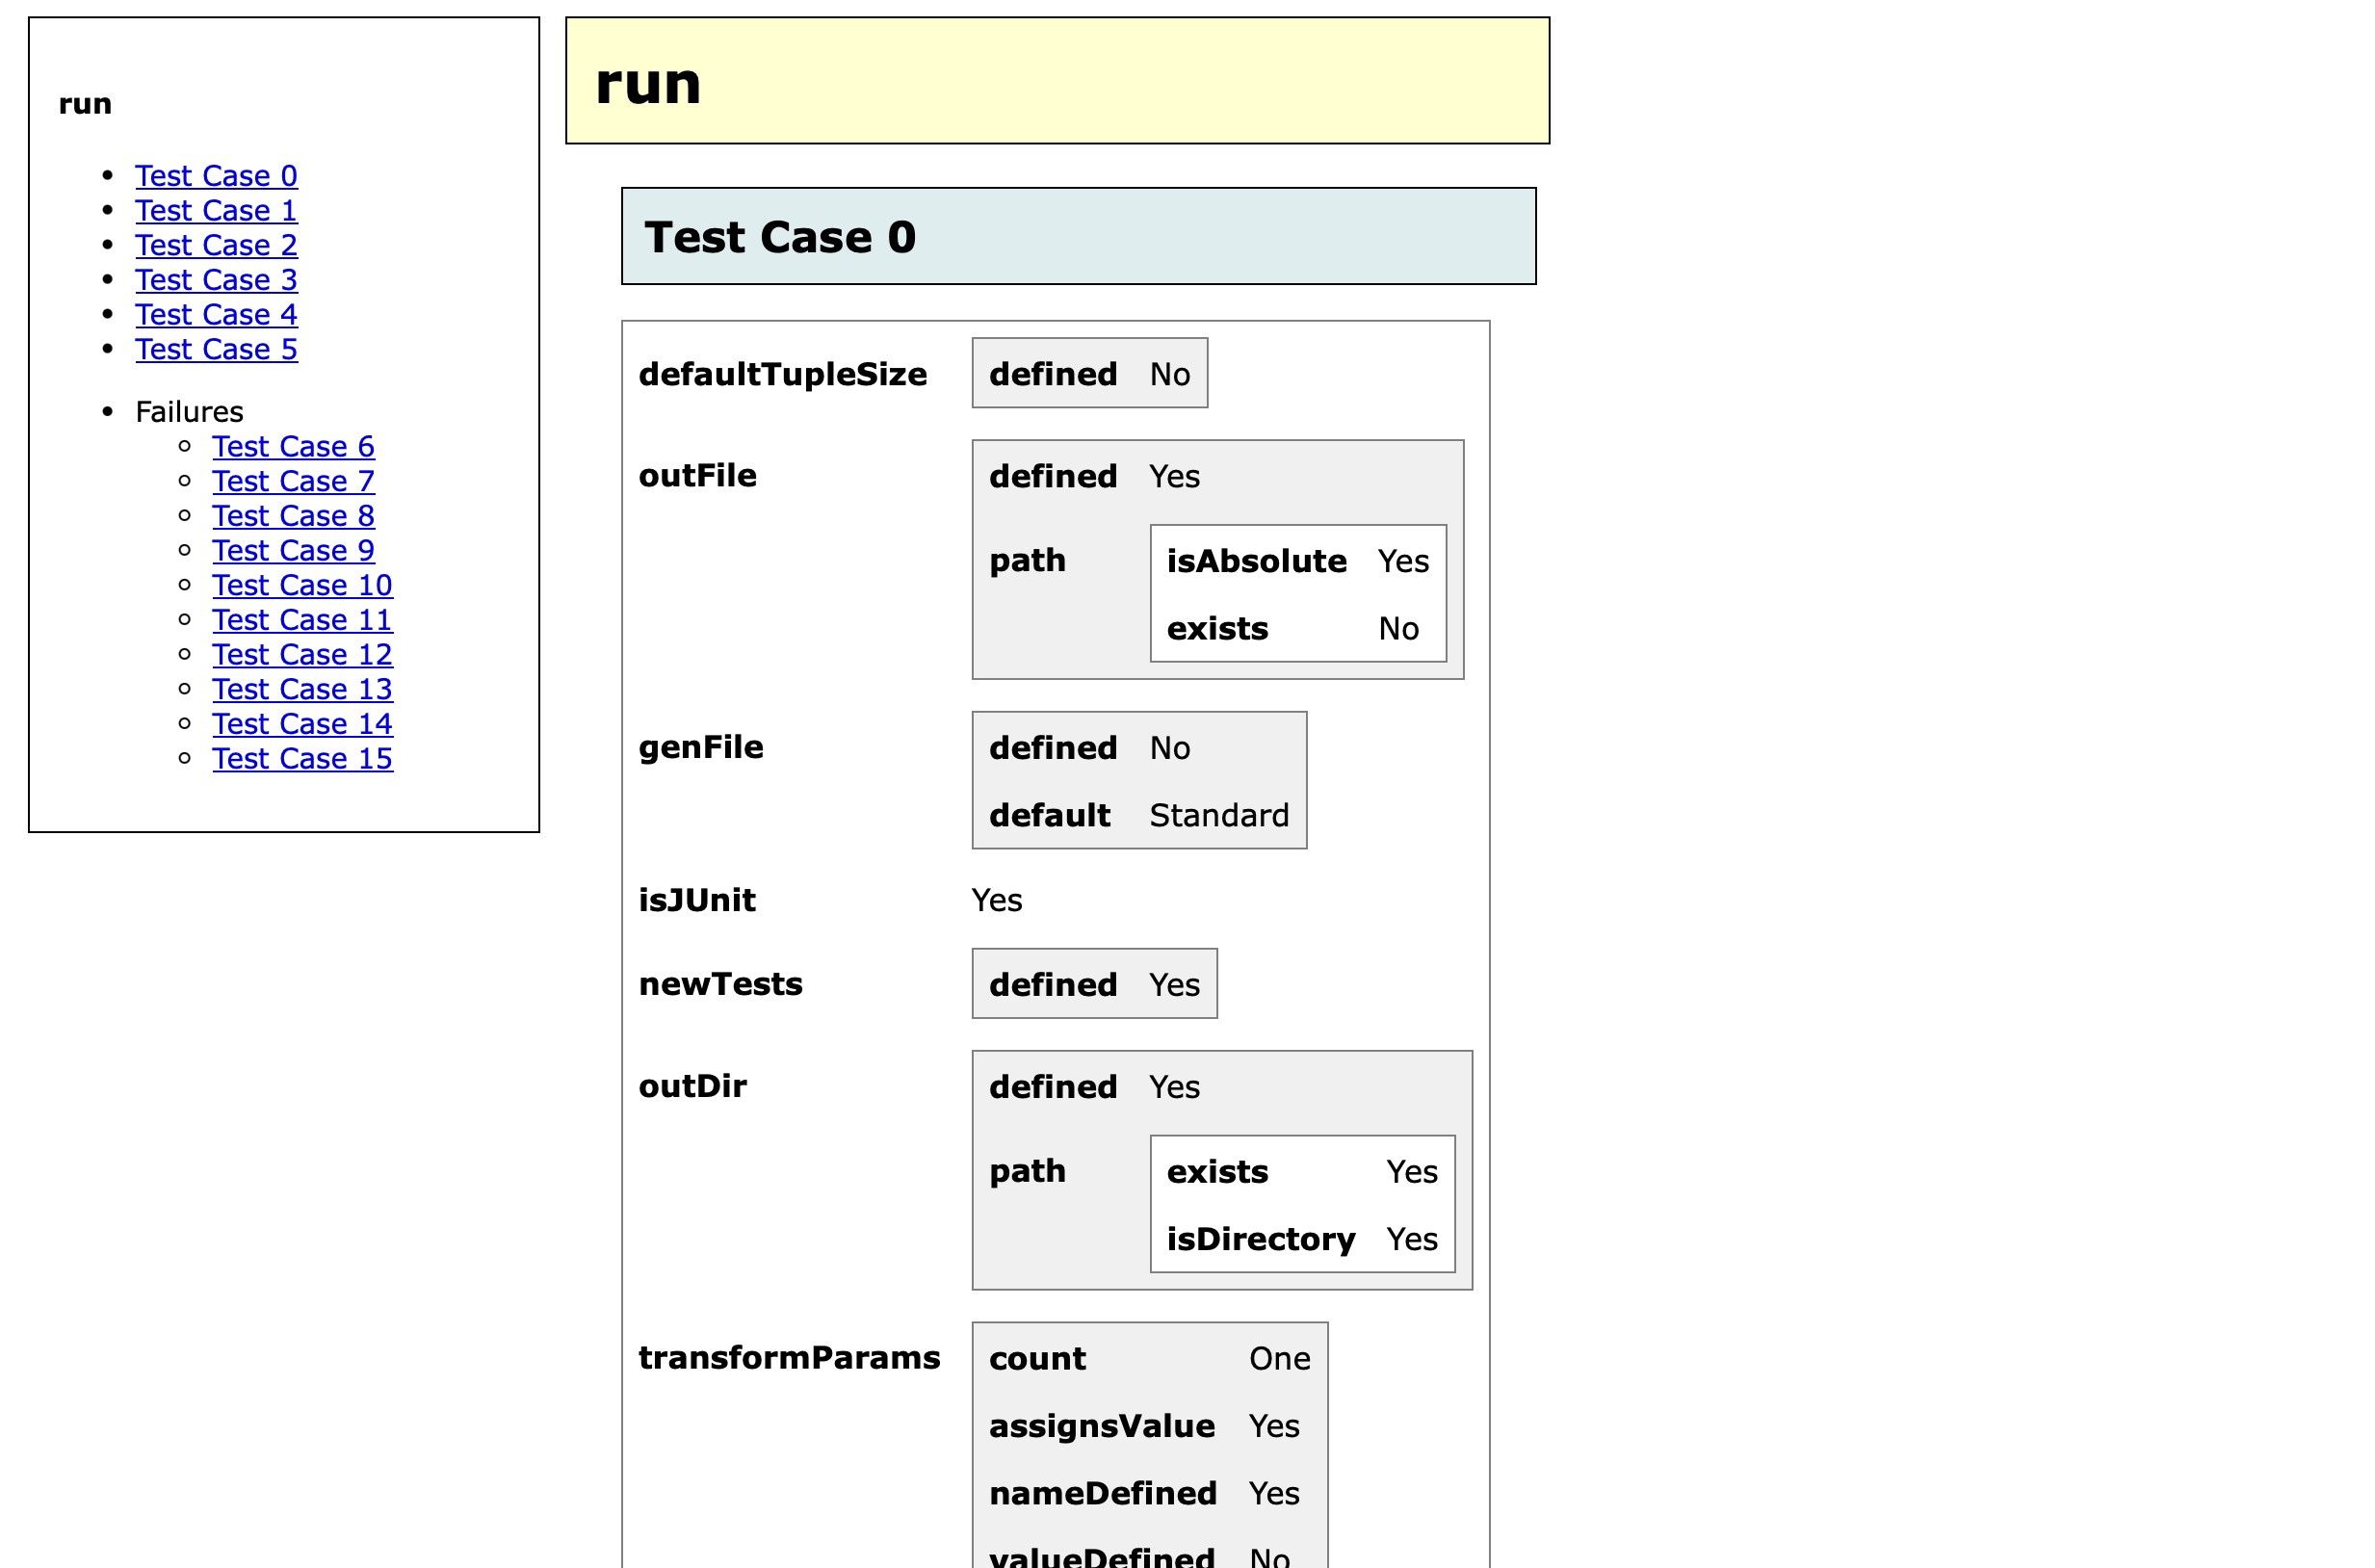 run
Test Case 0
Test Case 1
Test Case 2
Test Case 3
Test Case 4
Test Case 5
Failures
Test Case 6
Test Case 7
Test Case 8
Test Case 9
Test Case 10
Test Case 11
Test Case 12
Test Case 13
Test Case 14
Test Case 15
run
Test Case 0
defaultTupleSize defined No
outFile defined Yes
path isAbsolute Yes
exists No
genFile defined No
default Standard
isJUnit Yes
newTests defined Yes
outDir defined Yes
path exists Yes
isDirectory Yes
transformParams count One
assignsValue Yes
nameDefined Yes
valueDefined No